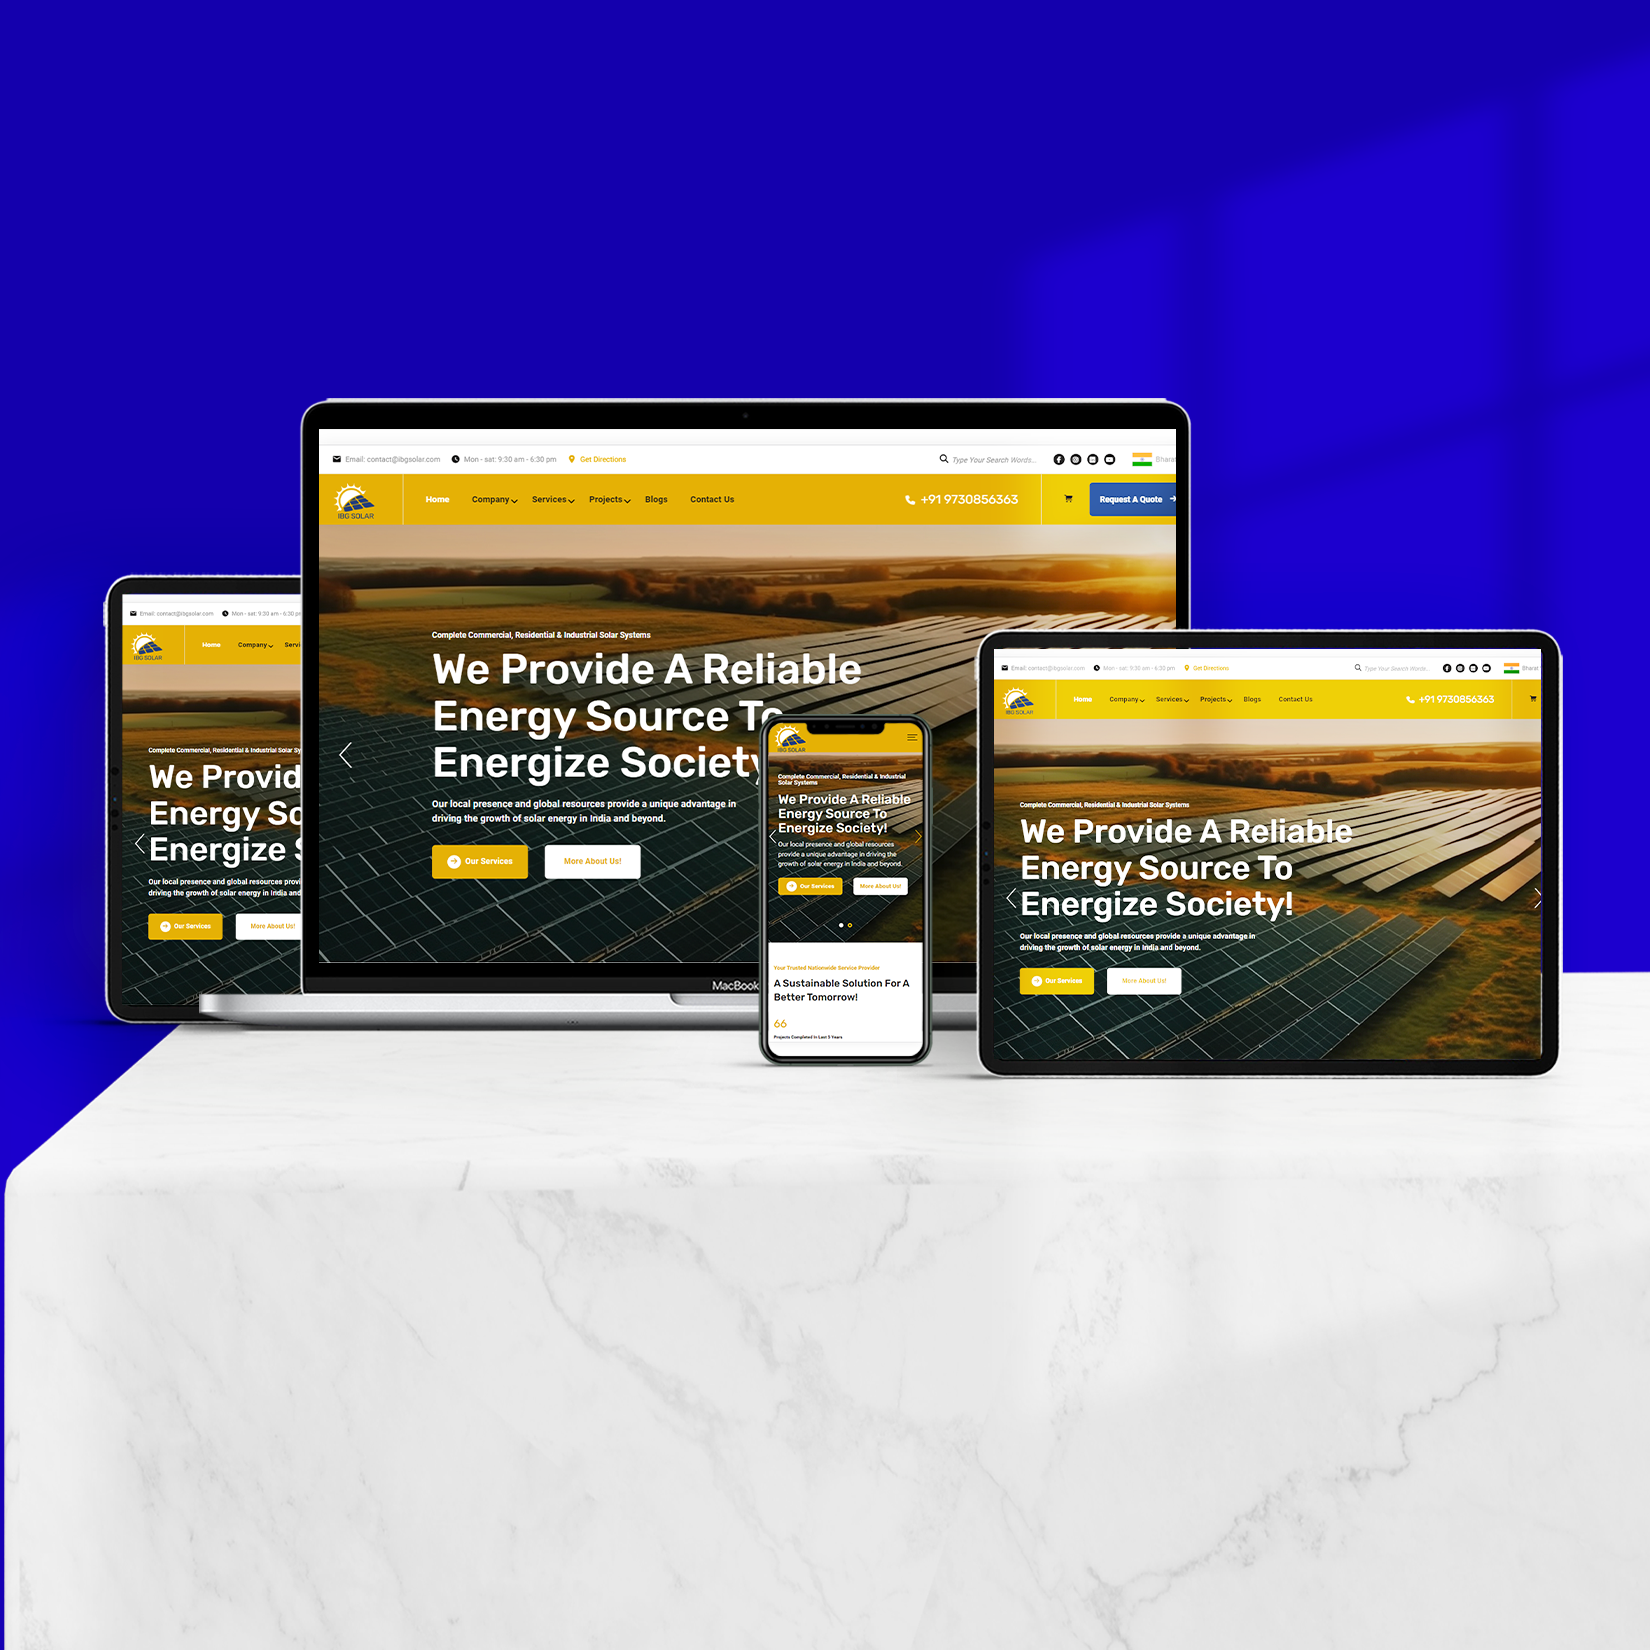 Email: contact@ibgsolar.com Mon - sat: 9:30 am - 6:30 pm Get Directions Type Your Search Words... Bharat
IBG SOLAR
Home Company Services Projects Blogs Contact Us +91 9730856363 Request A Quote
Complete Commercial, Residential & Industrial Solar Systems
We Provide A Reliable
Energy Source To
Energize Society
Our local presence and global resources provide a unique advantage in
driving the growth of solar energy in India and beyond.
Our Services More About Us!
MacBook
Email: contact@ibgsolar.com Mon - sat: 9:30 am - 6:30 p
IBG SOLAR
Home Company Servi
Complete Commercial, Residential & Industrial Solar Sy
We Provid
Energy So
Energize S
Our local presence and global resources provi
driving the growth of solar energy in India and
Our Services More About Us!
IBG SOLAR
Complete Commercial, Residential & Industrial
Solar Systems
We Provide A Reliable
Energy Source To
Energize Society!
Our local presence and global resources
provide a unique advantage in driving the
growth of solar energy in India and beyond.
Our Services More About Us!
Your Trusted Nationwide Service Provider
A Sustainable Solution For A
Better Tomorrow!
66
Projects Completed In Last 5 Years
Email: contact@ibgsolar.com Mon - sat: 9:30 am - 6:30 pm Get Directions Type Your Search Words... Bharat
IBG SOLAR
Home Company Services Projects Blogs Contact Us +91 9730856363
Complete Commercial, Residential & Industrial Solar Systems
We Provide A Reliable
Energy Source To
Energize Society!
Our local presence and global resources provide a unique advantage in
driving the growth of solar energy in India and beyond.
Our Services More About Us!